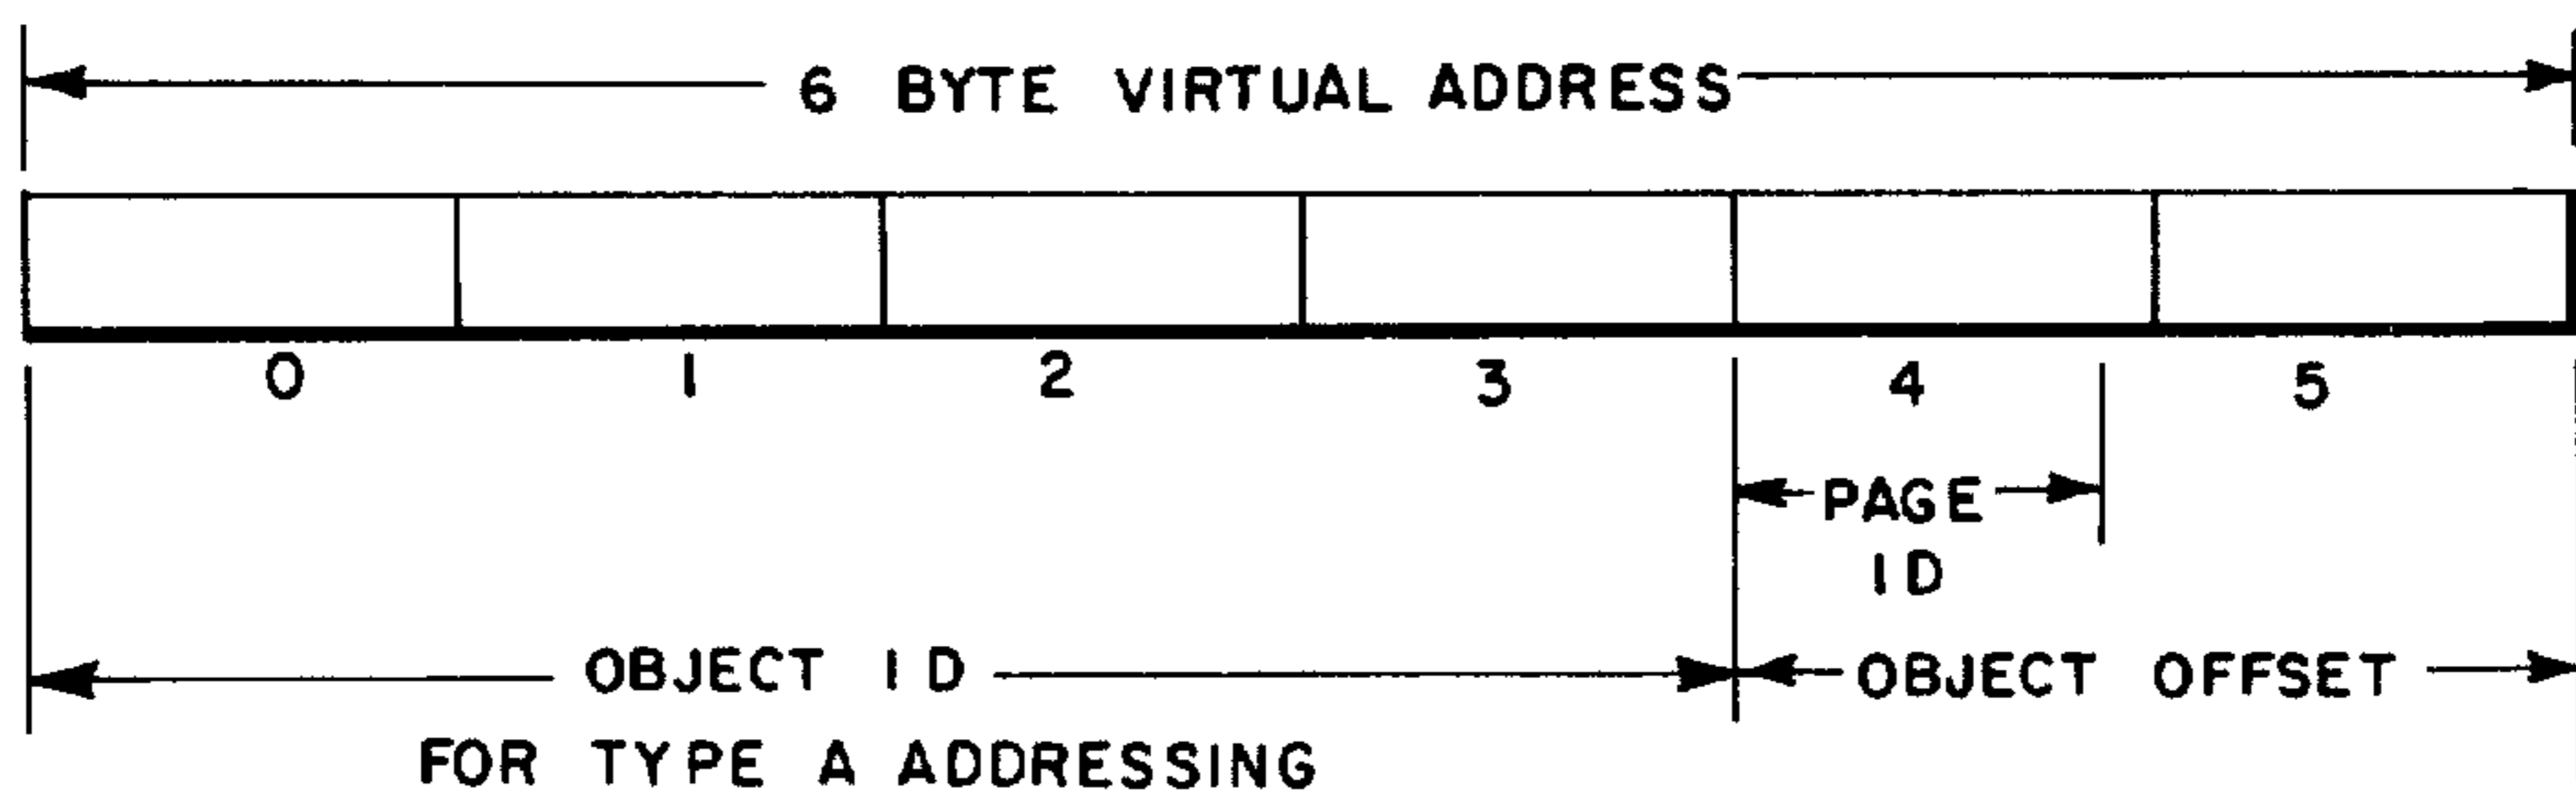 6 BYTE VIRTUAL ADDRESS
0 1 2 3 4 5
PAGE
ID
OBJECT ID
OBJECT OFFSET
FOR TYPE A ADDRESSING